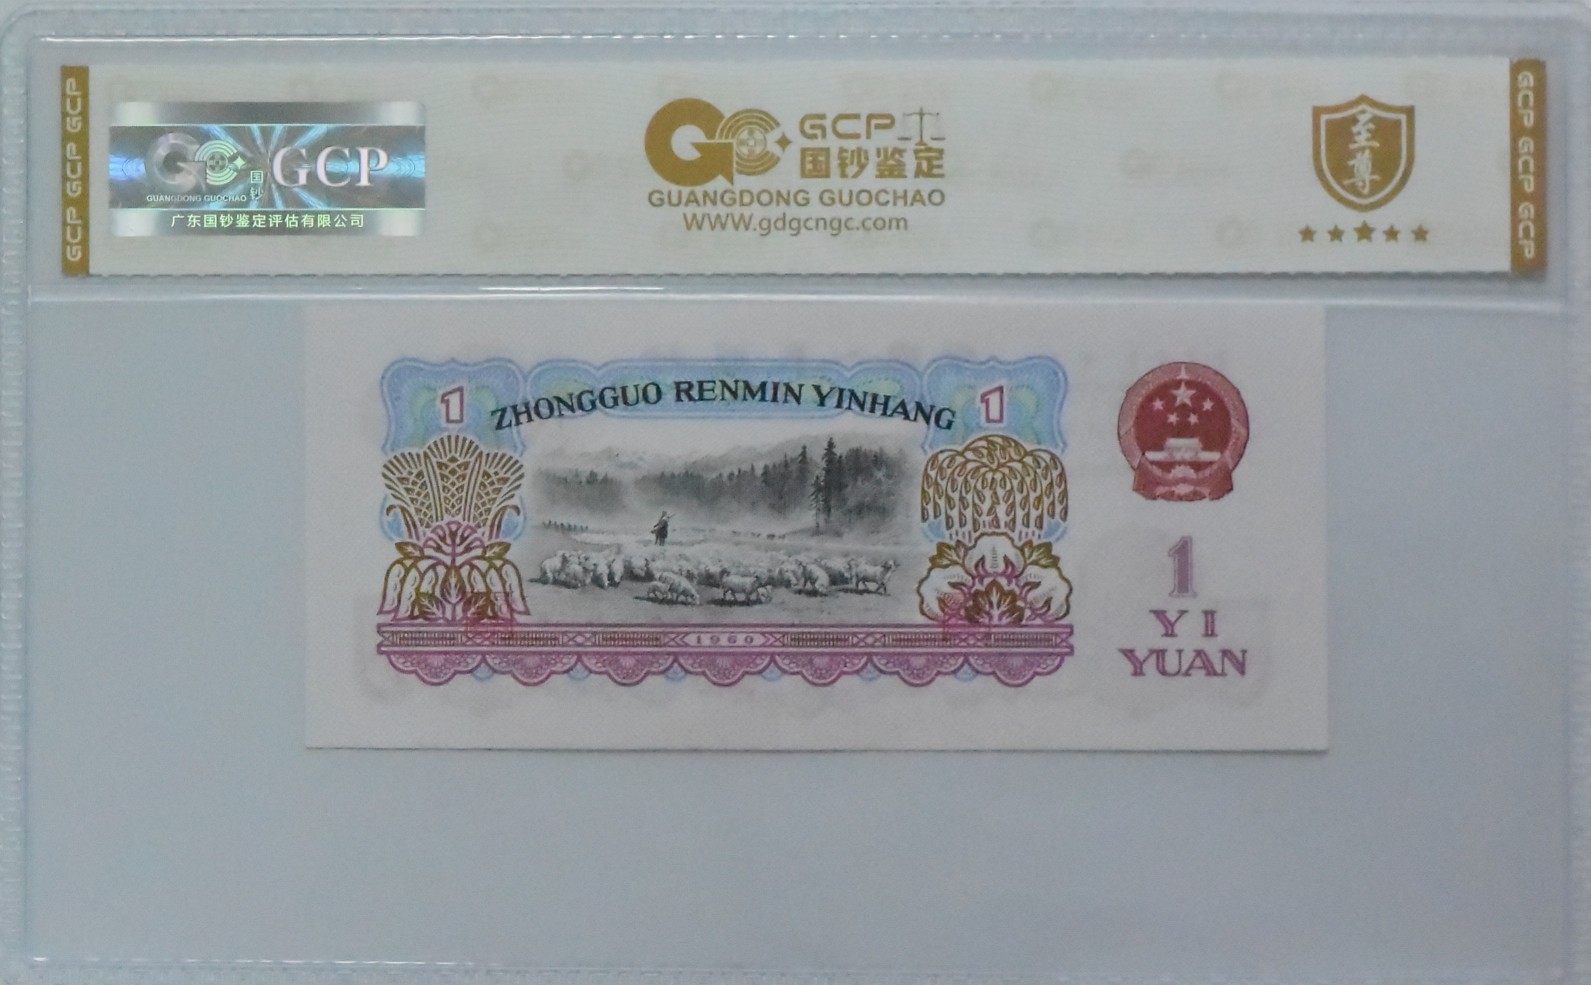 GCP GCP GCP
GUANGDONG GUOCHAO
国钞
GCP
广东国钞鉴定评估有限公司
GCP
国钞鉴定
GUANGDONG GUOCHAO
WWW.gdgcngc.com
至尊
GCP GCP GCP
1
ZHONGGUO RENMIN YINHANG
1
1960
1
YI
YUAN